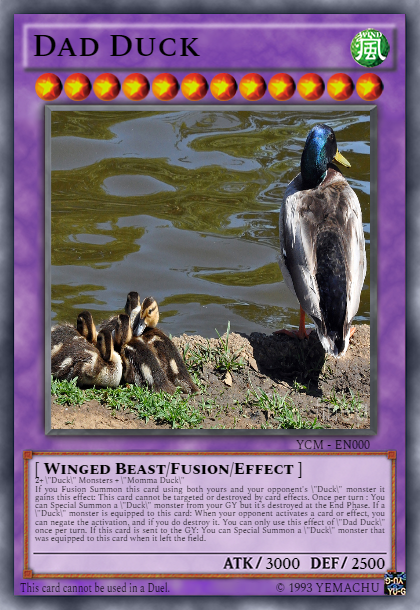 DAD DUCK
WIND
風
YCM - EN000
[ WINGED BEAST/FUSION/EFFECT ]
2+ \"Duck\" Monsters + \"Momma Duck\"
If you Fusion Summon this card using both yours and your opponent's \"Duck\" monster it
gains this effect: This card cannot be targeted or destroyed by card effects. Once per turn : You
can Special Summon a \"Duck\" monster from your GY but it's destroyed at the End Phase. If a
\"Duck\" monster is equipped to this card: When your opponent activates a card or effect, you
can negate the activation, and if you do destroy it. You can only use this effect of \"Dad Duck\"
once per turn. If this card is sent to the GY: You can Special Summon a \"Duck\" monster that
was equipped to this card when it left the field.
ATK/3000 DEF/2500
This card cannot be used in a Duel.
© 1993 YEMACHU
YU-G